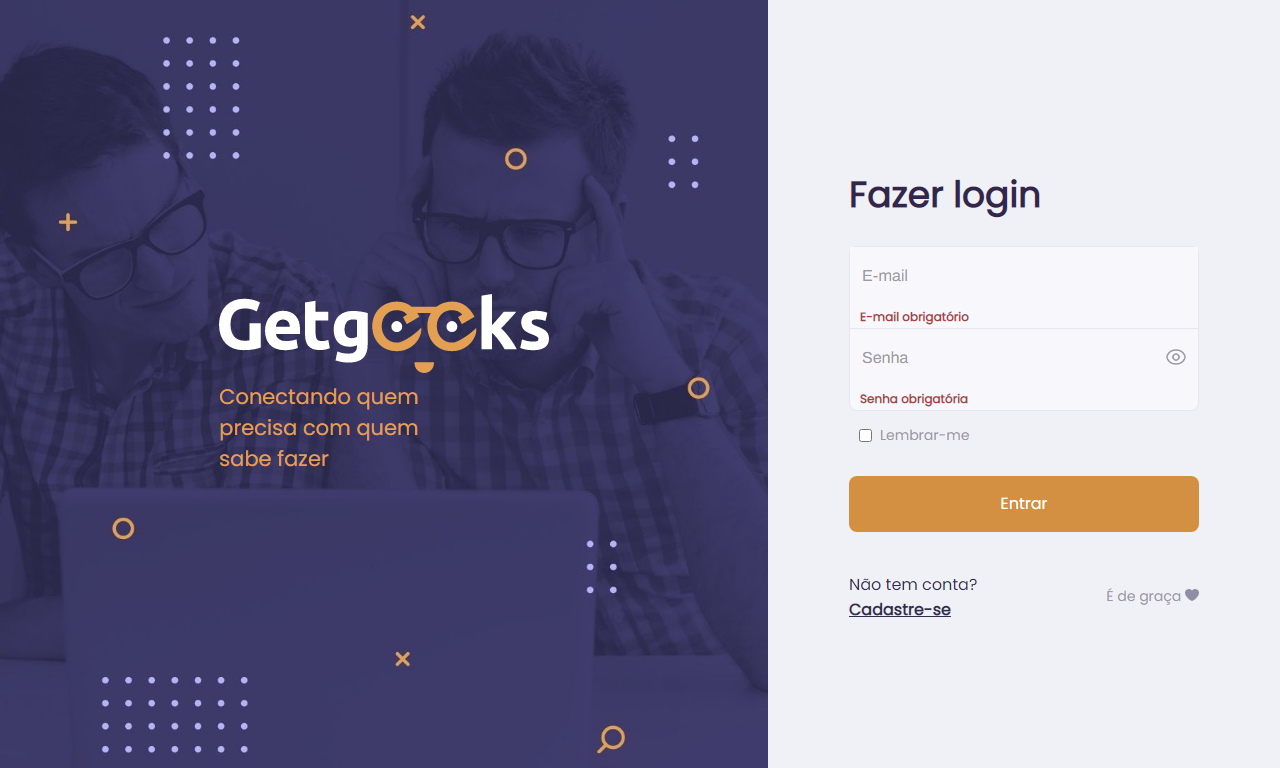 Getgeeks
Conectando quem
precisa com quem
sabe fazer
Fazer login
E-mail
E-mail obrigatório
Senha
Senha obrigatória
Lembrar-me
Entrar
Não tem conta?
Cadastre-se
É de graça